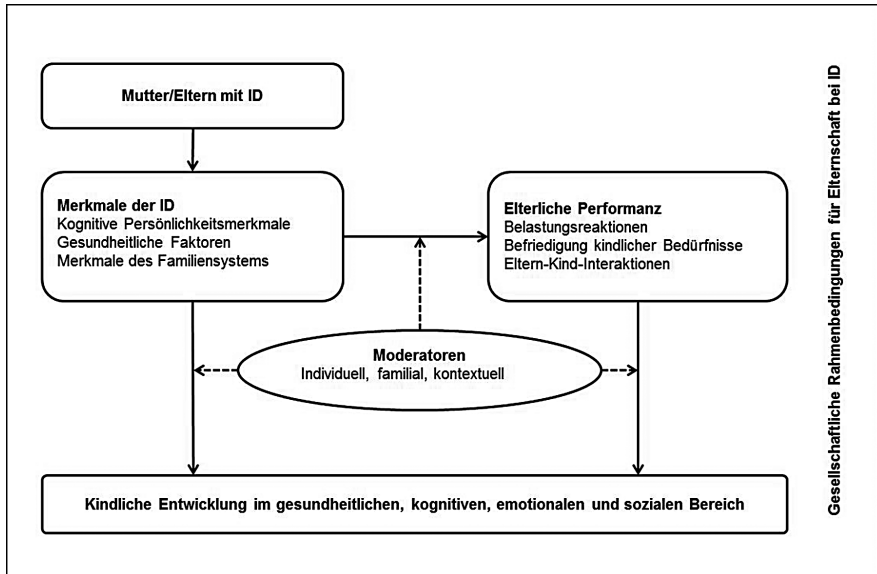 Mutter/Eltern mit ID
Merkmale der ID
Kognitive Persönlichkeitsmerkmale
Gesundheitliche Faktoren
Merkmale des Familiensystems
Elterliche Performanz
Belastungsreaktionen
Befriedigung kindlicher Bedürfnisse
Eltern-Kind-Interaktionen
Moderatoren
Individuell, familial, kontextuell
Kindliche Entwicklung im gesundheitlichen, kognitiven, emotionalen und sozialen Bereich
Gesellschaftliche Rahmenbedingungen für Elternschaft bei ID